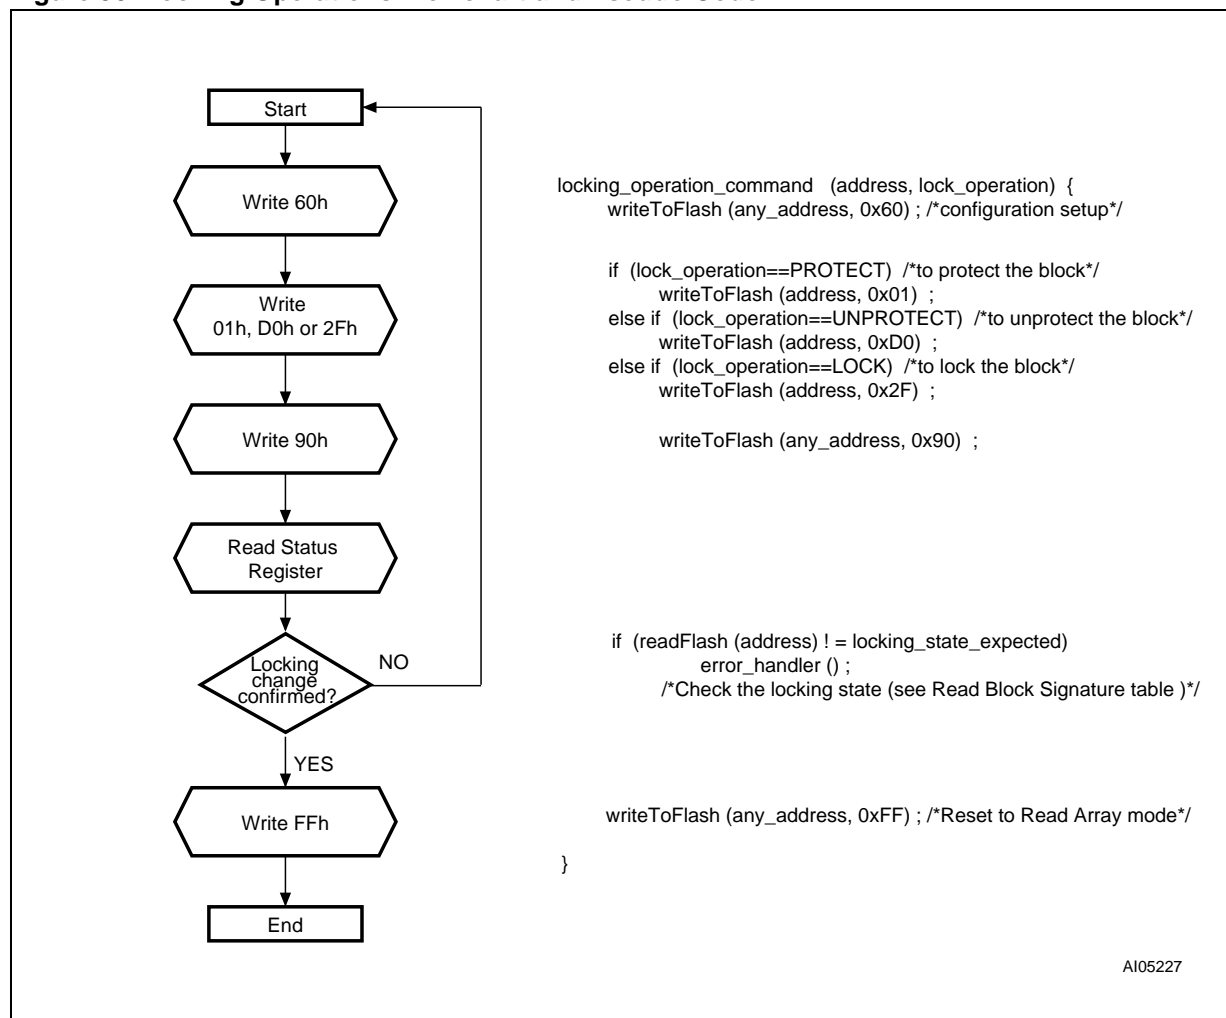 Start
Write 60h
Write
01h, D0h or 2Fh
Write 90h
Read Status
Register
Locking
change
confirmed?
NO
YES
Write FFh
End
locking_operation_command (address, lock_operation) {
writeToFlash (any_address, 0x60) ; /*configuration setup*/
if (lock_operation==PROTECT) /*to protect the block*/
writeToFlash (address, 0x01) ;
else if (lock_operation==UNPROTECT) /*to unprotect the block*/
writeToFlash (address, 0xD0) ;
else if (lock_operation==LOCK) /*to lock the block*/
writeToFlash (address, 0x2F) ;
writeToFlash (any_address, 0x90) ;
if (readFlash (address) ! = locking_state_expected)
error_handler () ;
/*Check the locking state (see Read Block Signature table )*/
writeToFlash (any_address, 0xFF) ; /*Reset to Read Array mode*/
}
AI05227